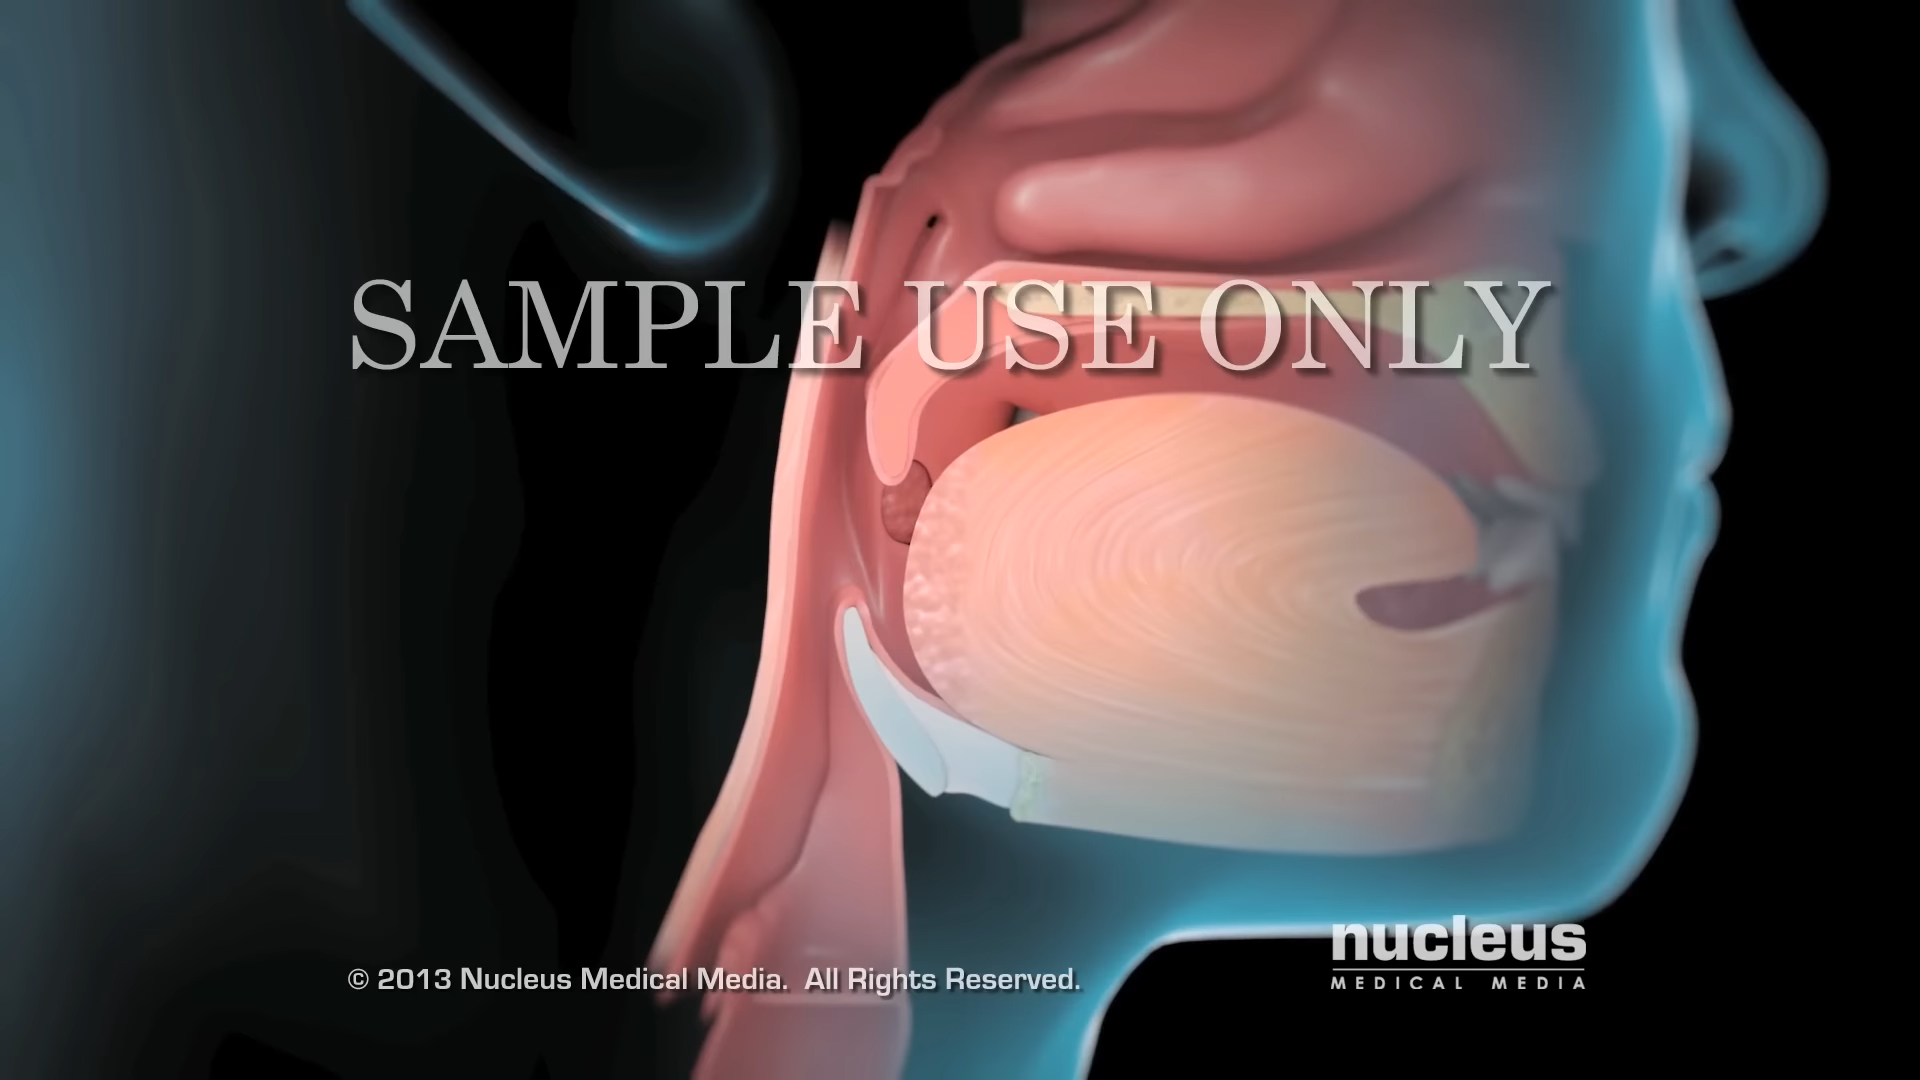 SAMPLE USE ONLY
nucleus
MEDICAL MEDIA
© 2013 Nucleus Medical Media. All Rights Reserved.